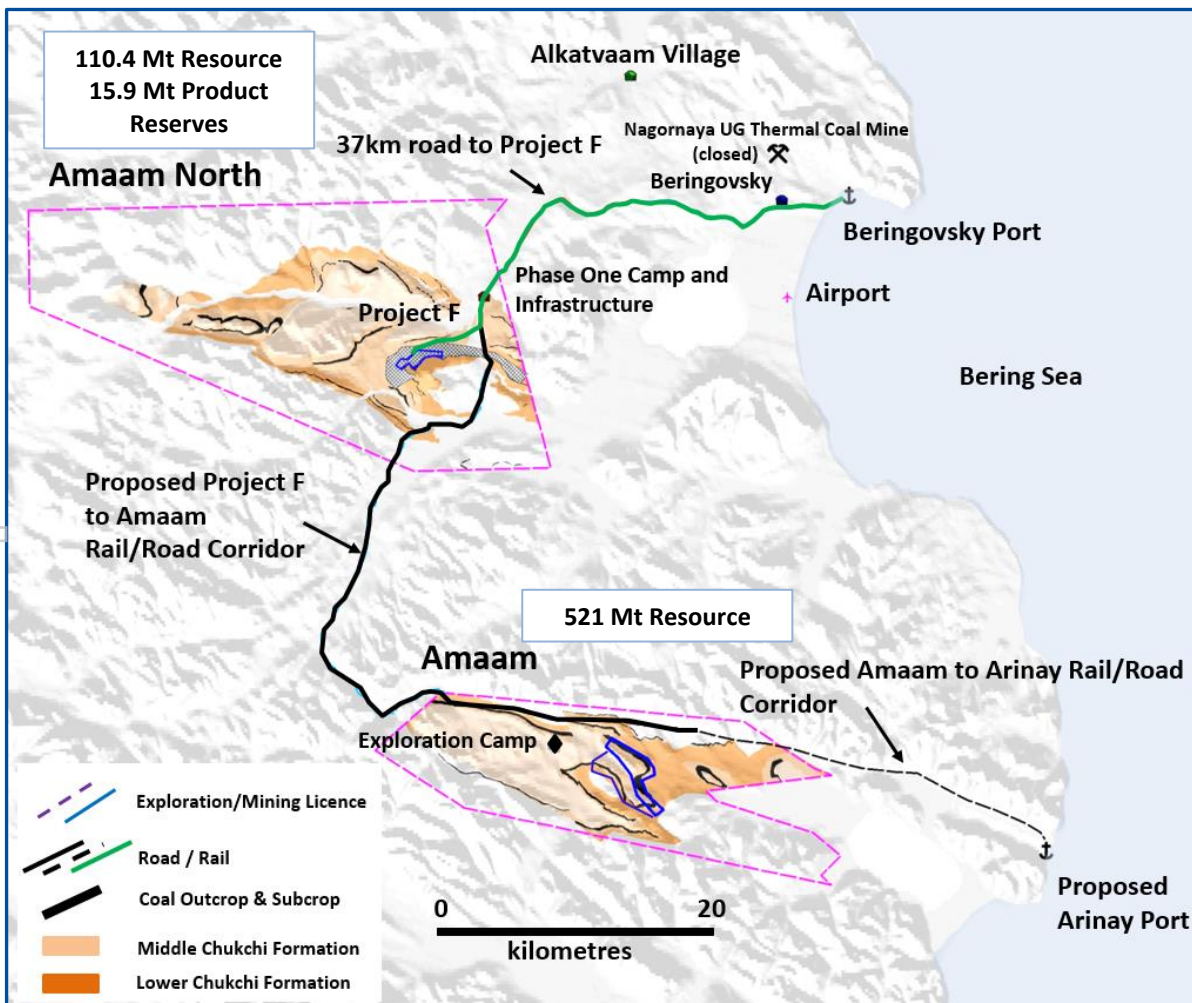 110.4 Mt Resource
15.9 Mt Product
Reserves
Alkatvaam Village
Nagornaya UG Thermal Coal Mine
(closed)
37km road to Project F
Beringovsky
Amaam North
Beringovsky Port
Phase One Camp and
Infrastructure
Airport
Project F
Bering Sea
Proposed Project F
to Amaam
Rail/Road Corridor
521 Mt Resource
Amaam
Proposed Amaam to Arinay Rail/Road
Corridor
Exploration Camp
Exploration/Mining Licence
Road / Rail
Coal Outcrop & Subcrop
Middle Chukchi Formation
Lower Chukchi Formation
0 20
kilometres
Proposed
Arinay Port